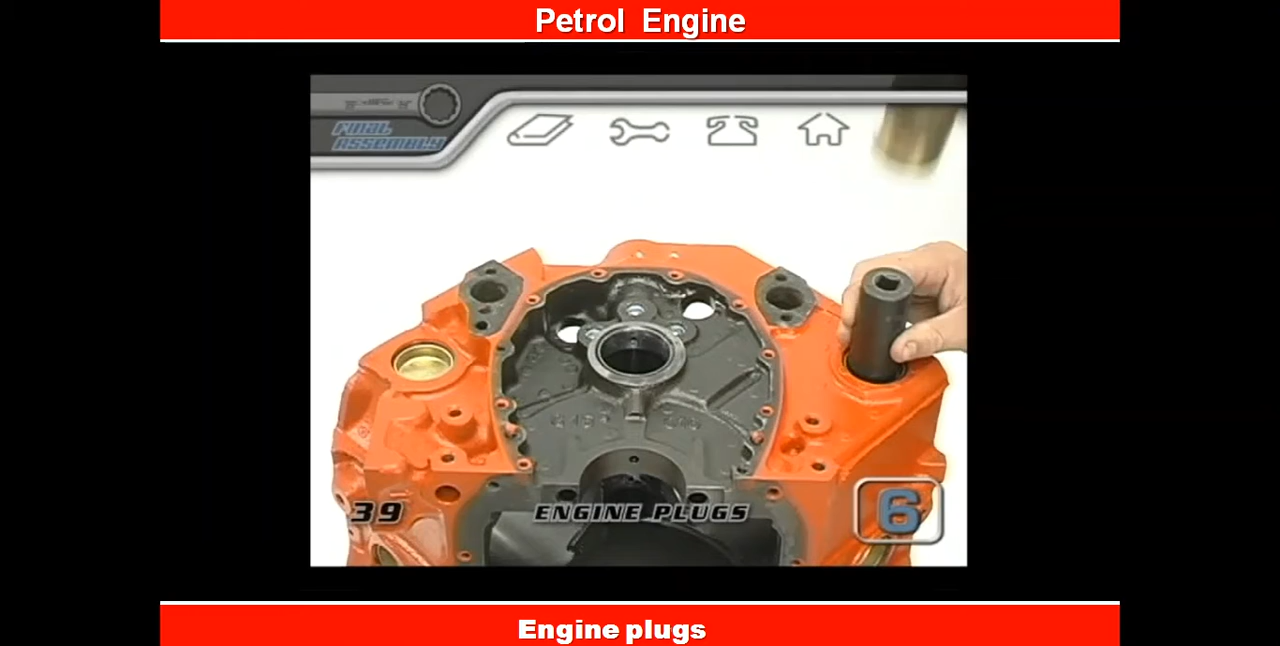 Petrol Engine
FINAL
ASSEMBLY
39
ENGINE PLUGS
6
Engine plugs